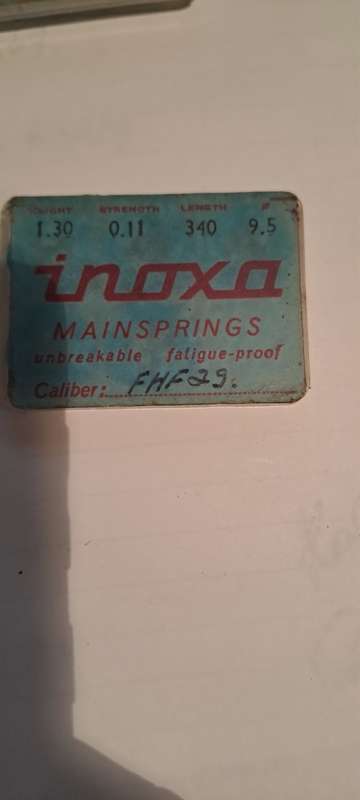 HEIGHT STRENGTH LENGTH Ø
1.30 0.11 340 9.5
inoxa
MAINSPRINGS
unbreakable fatigue-proof
Caliber: FHF29.